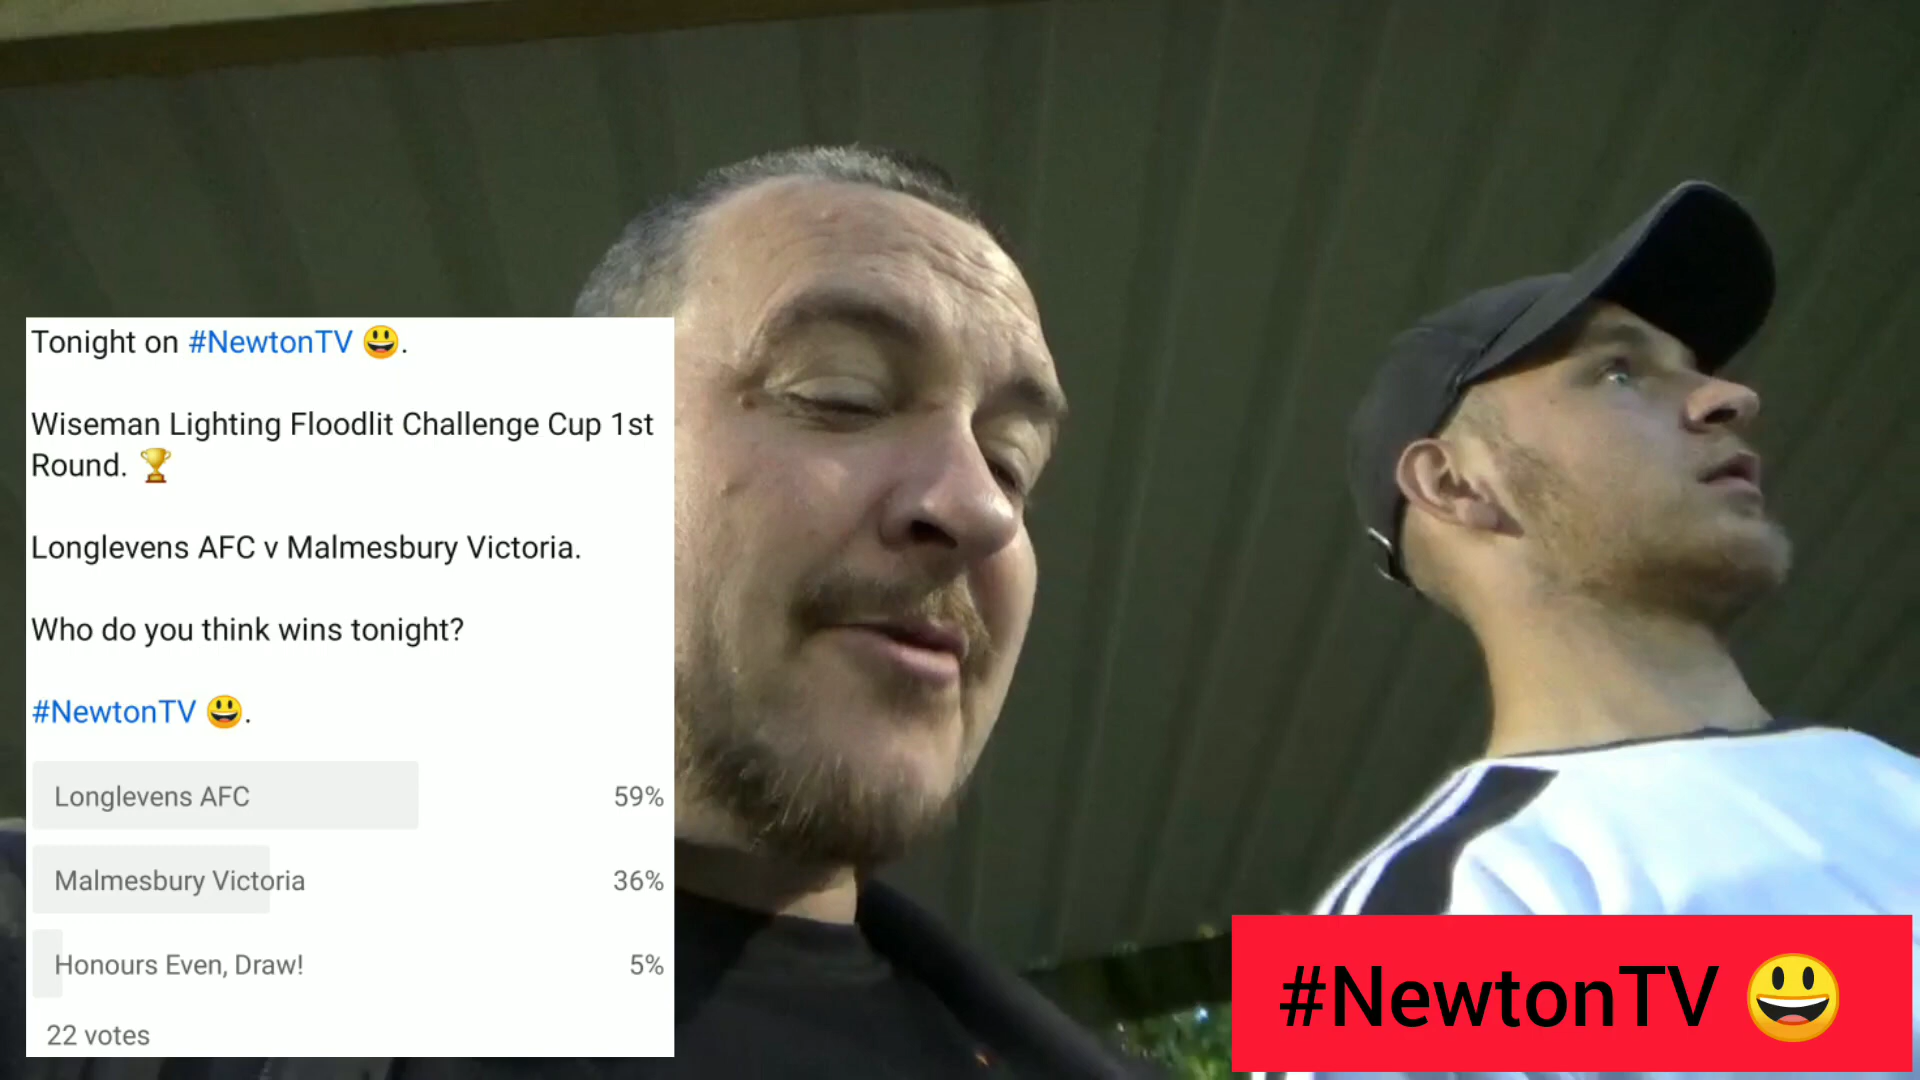 Tonight on #NewtonTV 😃.
Wiseman Lighting Floodlit Challenge Cup 1st
Round. 🏆
Longlevens AFC v Malmesbury Victoria.
Who do you think wins tonight?
#NewtonTV 😃.
Longlevens AFC 59%
Malmesbury Victoria 36%
Honours Even, Draw! 5%
22 votes
#NewtonTV 😃